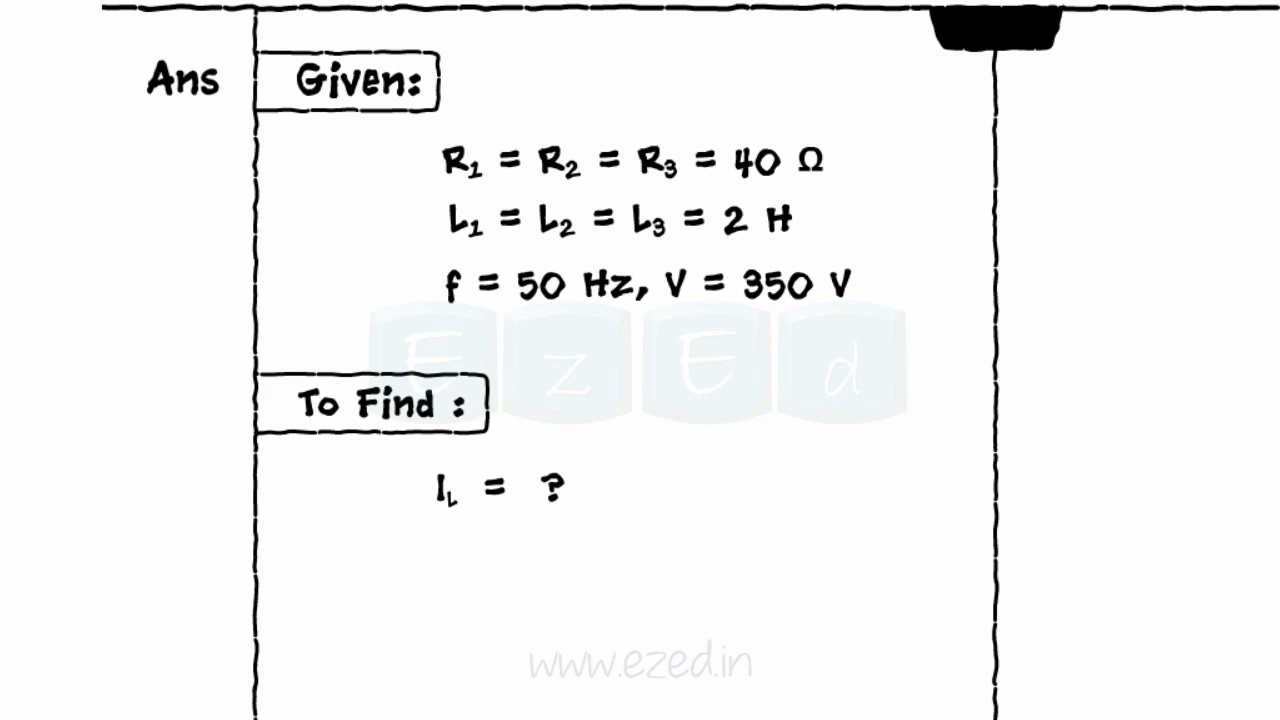 Ans Given:
R₁ = R₂ = R₃ = 40 Ω
L₁ = L₂ = L₃ = 2 H
f = 50 Hz, V = 350 V
E z E d
To Find :
I_L = ?
www.ezed.in